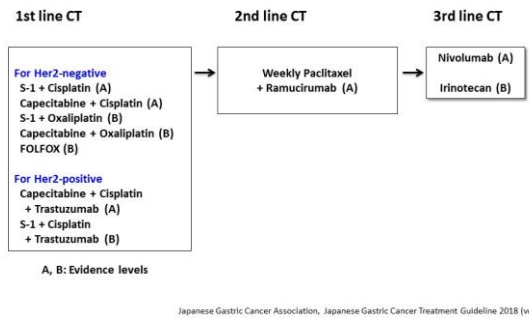 1st line CT
2nd line CT
3rd line CT
For Her2-negative
S-1 + Cisplatin (A)
Capecitabine + Cisplatin (A)
S-1 + Oxaliplatin (B)
Capecitabine + Oxaliplatin (B)
FOLFOX (B)
For Her2-positive
Capecitabine + Cisplatin
+ Trastuzumab (A)
S-1 + Cisplatin
+ Trastuzumab (B)
Weekly Paclitaxel
+ Ramucirumab (A)
Nivolumab (A)
Irinotecan (B)
A, B: Evidence levels
Japanese Gastric Cancer Association, Japanese Gastric Cancer Treatment Guideline 2018 (v